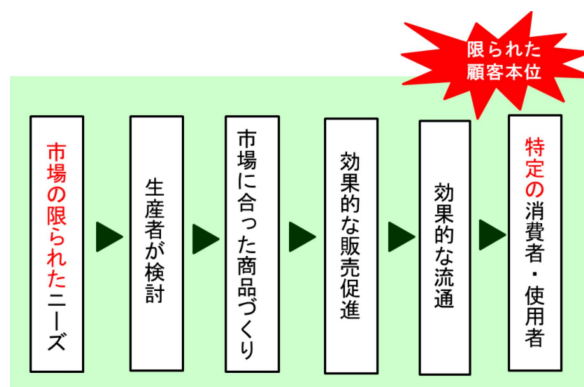 限られた
顧客本位
市場の限られたニーズ
生産者が検討
市場に合った商品づくり
効果的な販売促進
効果的な流通
特定の消費者・使用者